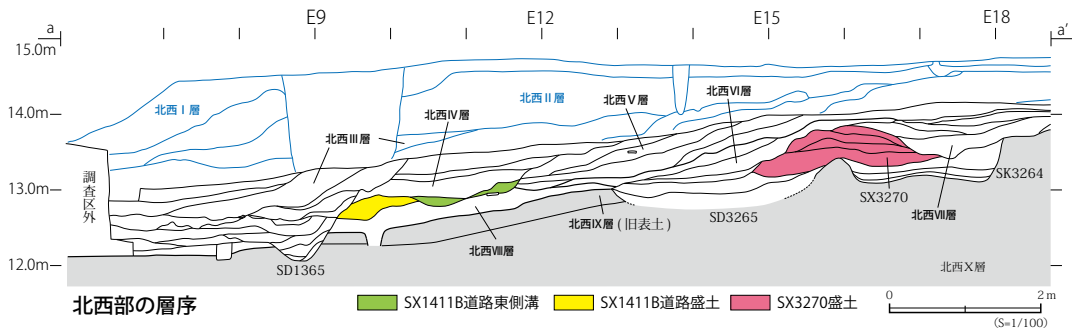 a E9 E12 E15 E18 a′
15.0m
14.0m
13.0m
12.0m
北西Ⅰ層
北西Ⅱ層
北西Ⅲ層
北西Ⅳ層
北西Ⅴ層
北西Ⅵ層
調査区外
SK3264
SX3270
北西Ⅶ層
SD3265
北西Ⅸ層 ( 旧表土 )
北西Ⅷ層
SD1365
北西Ⅹ層
北西部の層序
SX1411B道路東側溝
SX1411B道路盛土
SX3270盛土
0 2 m
(S=1/100)